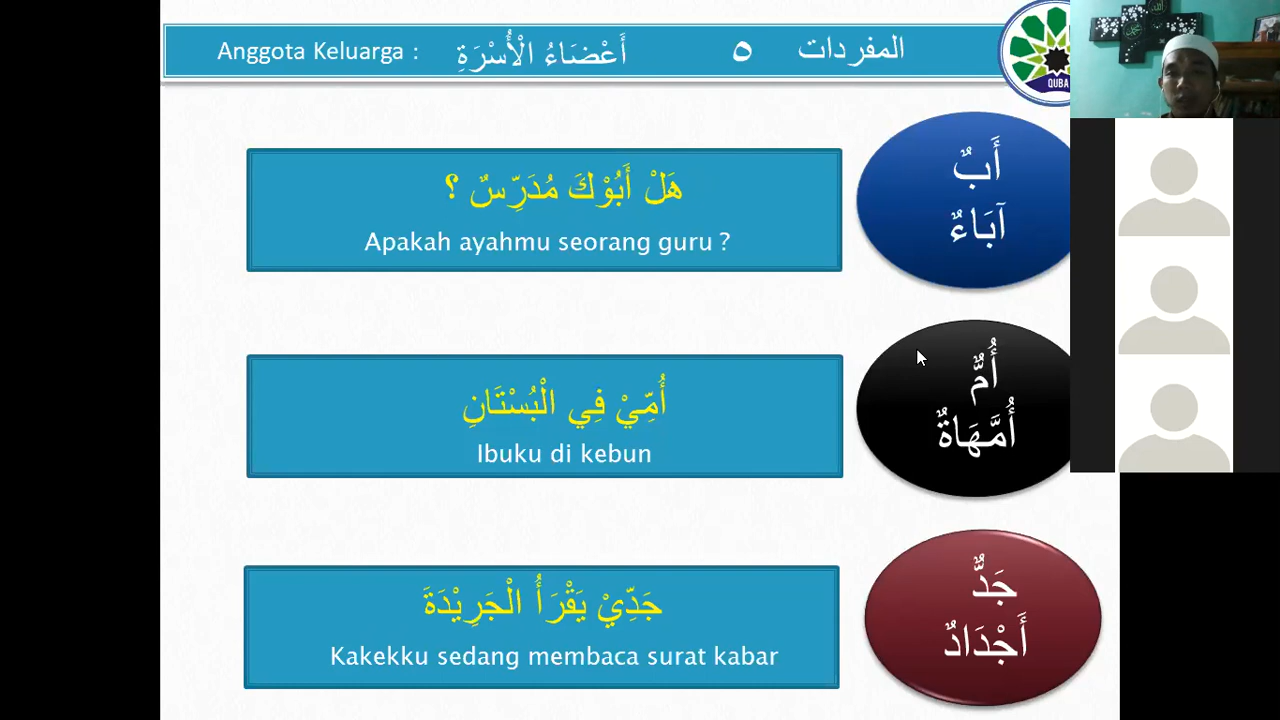 المفردات ٥ أَعْضَاءُ الْأُسْرَةِ Anggota Keluarga :
QUBA
أَبٌ
آبَاءٌ
هَلْ أَبُوْكَ مُدَرِّسٌ ؟
Apakah ayahmu seorang guru ?
أُمٌّ
أُمَّهَاةٌ
أُمِّيْ فِي الْبُسْتَانِ
Ibuku di kebun
جَدٌّ
أَجْدَادٌ
جَدِّيْ يَقْرَأُ الْجَرِيْدَةَ
Kakekku sedang membaca surat kabar